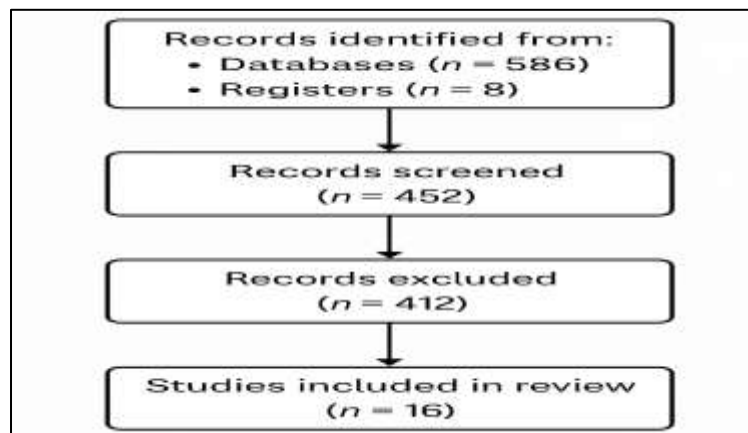 Records identified from:
• Databases (n = 586)
• Registers (n = 8)
Records screened
(n = 452)
Records excluded
(n = 412)
Studies included in review
(n = 16)